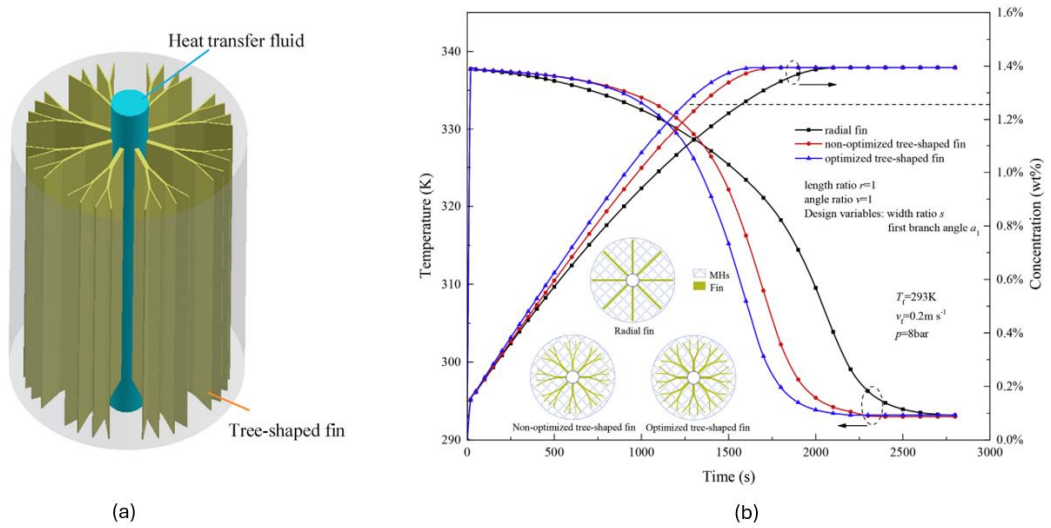 Heat transfer fluid
Tree-shaped fin
(a)
Temperature (K)
340
330
320
310
300
290
0
500
1000
1500
2000
2500
3000
Time (s)
1.6%
1.4%
1.2%
1.0%
0.8%
0.6%
0.4%
0.2%
0.0%
Concentration (wt%)
radial fin
non-optimized tree-shaped fin
optimized tree-shaped fin
length ratio r=1
angle ratio v=1
Design variables: width ratio s
first branch angle a₁
MHs
Fin
Radial fin
Non-optimized tree-shaped fin
Optimized tree-shaped fin
T_f=293K
v_f=0.2m s⁻¹
p=8bar
(b)